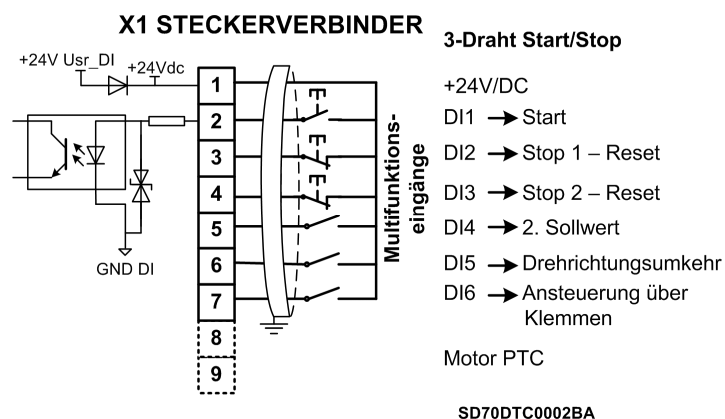 X1 STECKERVERBINDER
3-Draht Start/Stop
+24V Usr_DI
+24Vdc
+24V/DC
1
DI1 → Start
2
DI2 → Stop 1 – Reset
3
DI3 → Stop 2 – Reset
4
DI4 → 2. Sollwert
5
DI5 → Drehrichtungsumkehr
6
DI6 → Ansteuerung über
Klemmen
7
8
9
Multifunktions-
eingänge
GND DI
Motor PTC
SD70DTC0002BA